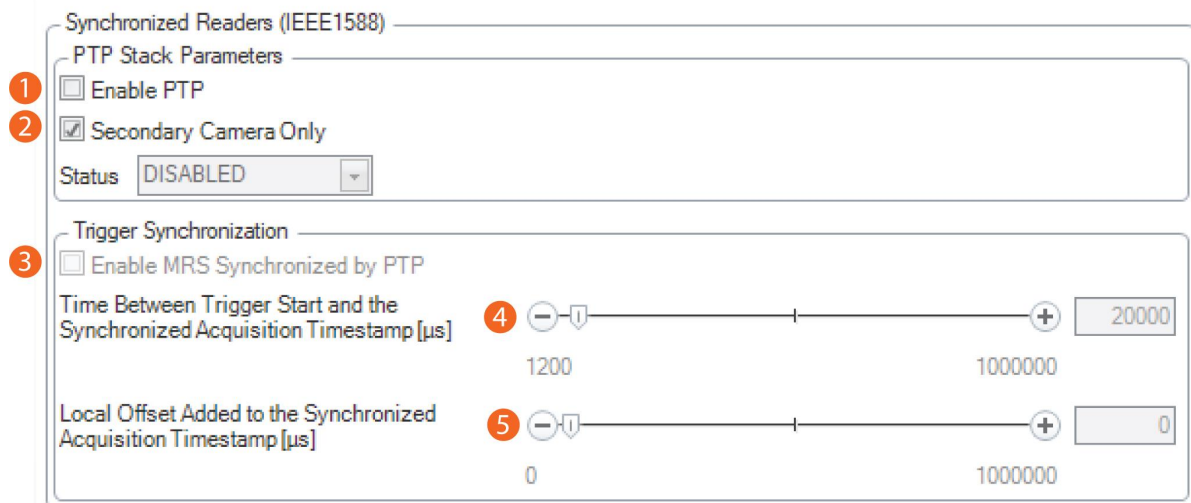 Synchronized Readers (IEEE1588)
PTP Stack Parameters
1 Enable PTP
2 Secondary Camera Only
Status DISABLED
Trigger Synchronization
3 Enable MRS Synchronized by PTP
Time Between Trigger Start and the
Synchronized Acquisition Timestamp [µs]
4 20000
1200 1000000
Local Offset Added to the Synchronized
Acquisition Timestamp [µs]
5 0
0 1000000